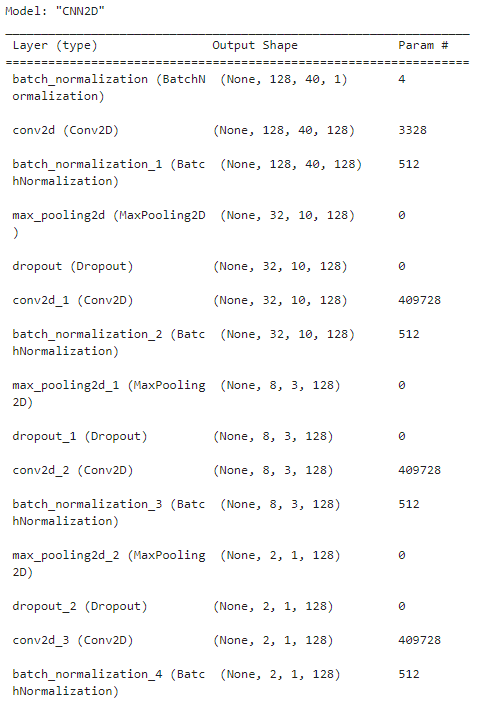 Model: "CNN2D"
_________________________________________________________________
Layer (type)                Output Shape              Param #
=================================================================
batch_normalization (BatchN  (None, 128, 40, 1)       4
ormalization)
conv2d (Conv2D)             (None, 128, 40, 128)      3328
batch_normalization_1 (Batc  (None, 128, 40, 128)     512
hNormalization)
max_pooling2d (MaxPooling2D  (None, 32, 10, 128)      0
)
dropout (Dropout)           (None, 32, 10, 128)       0
conv2d_1 (Conv2D)           (None, 32, 10, 128)       409728
batch_normalization_2 (Batc  (None, 32, 10, 128)      512
hNormalization)
max_pooling2d_1 (MaxPooling  (None, 8, 3, 128)        0
2D)
dropout_1 (Dropout)         (None, 8, 3, 128)         0
conv2d_2 (Conv2D)           (None, 8, 3, 128)         409728
batch_normalization_3 (Batc  (None, 8, 3, 128)        512
hNormalization)
max_pooling2d_2 (MaxPooling  (None, 2, 1, 128)        0
2D)
dropout_2 (Dropout)         (None, 2, 1, 128)         0
conv2d_3 (Conv2D)           (None, 2, 1, 128)         409728
batch_normalization_4 (Batc  (None, 2, 1, 128)        512
hNormalization)